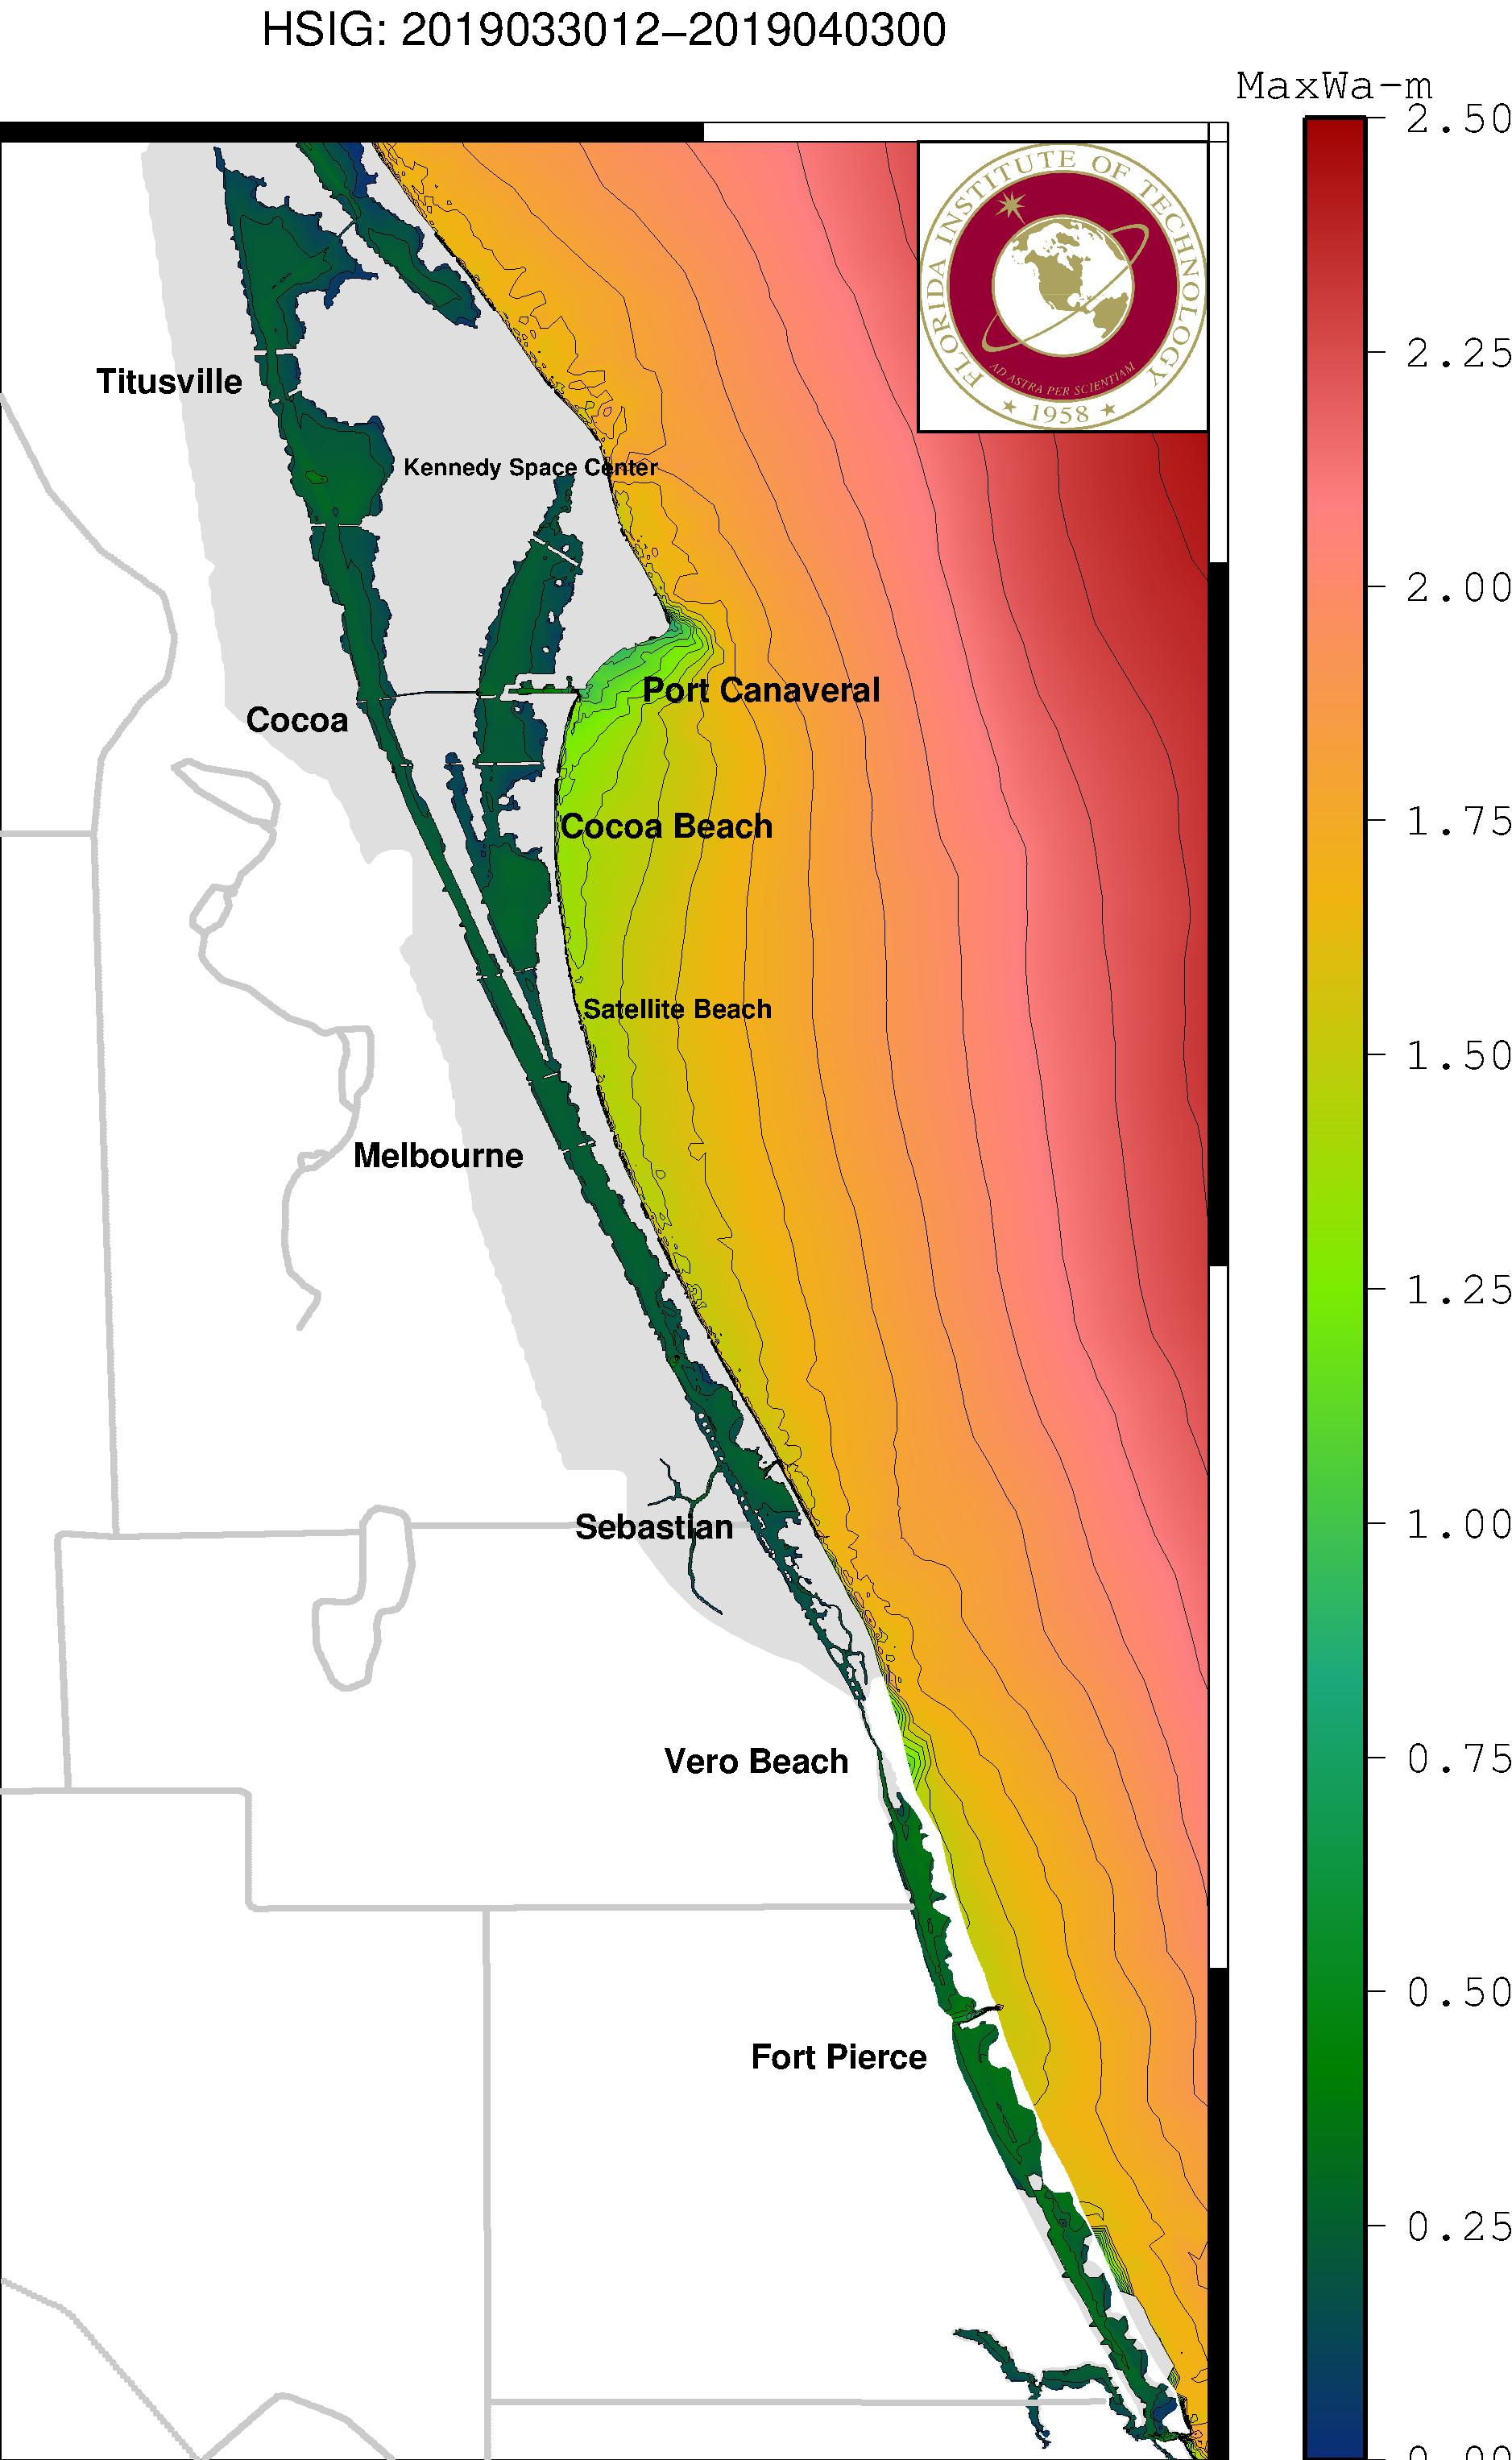 HSIG: 2019033012–2019040300
MaxWa-m
2.50
2.25
2.00
1.75
1.50
1.25
1.00
0.75
0.50
0.25
0.00
FLORIDA INSTITUTE OF TECHNOLOGY
AD ASTRA PER SCIENTIAM
★ 1958 ★
Titusville
Kennedy Space Center
Port Canaveral
Cocoa
Cocoa Beach
Satellite Beach
Melbourne
Sebastian
Vero Beach
Fort Pierce